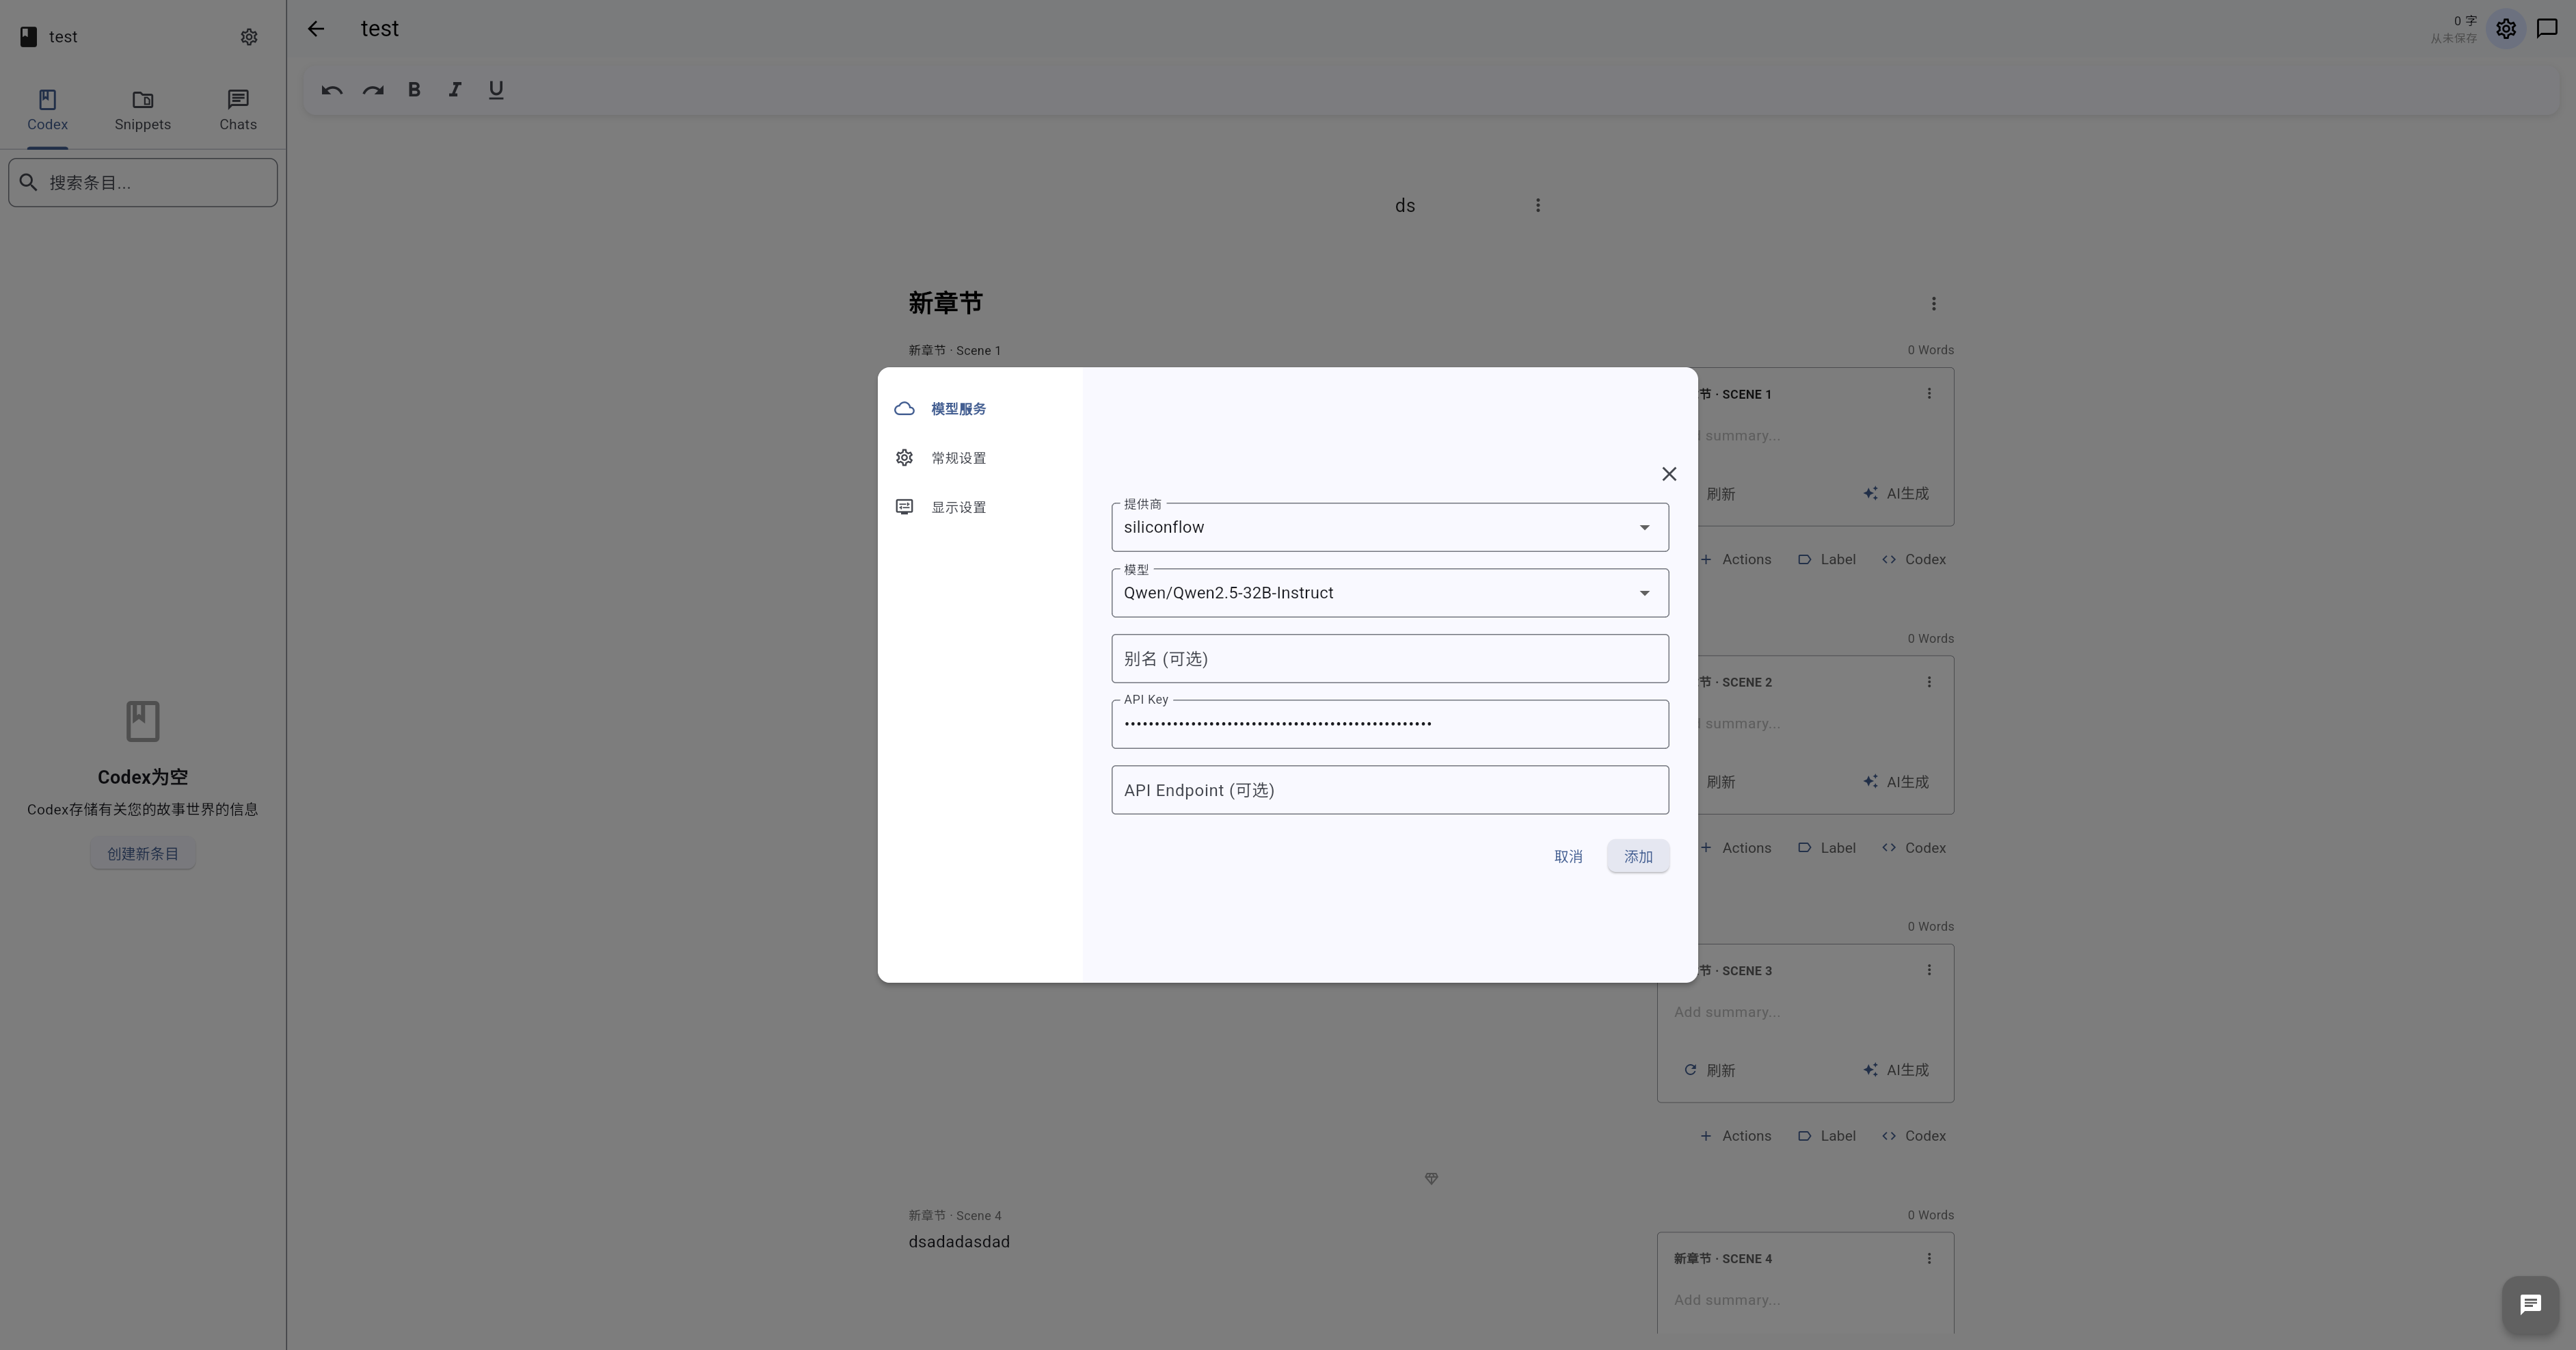 test
Codex
Snippets
Chats
搜索条目...
Codex为空
Codex存储有关您的故事世界的信息
创建新条目
test
0 字
从未保存
B I U
ds
新章节
新章节 · Scene 1
0 Words
节 · SCENE 1
summary...
刷新
AI生成
Actions
Label
Codex
0 Words
节 · SCENE 2
summary...
刷新
AI生成
Actions
Label
Codex
0 Words
节 · SCENE 3
Add summary...
刷新
AI生成
Actions
Label
Codex
新章节 · Scene 4
0 Words
dsadadasdad
新章节 · SCENE 4
Add summary...
模型服务
常规设置
显示设置
提供商
siliconflow
模型
Qwen/Qwen2.5-32B-Instruct
别名 (可选)
API Key
API Endpoint (可选)
取消
添加